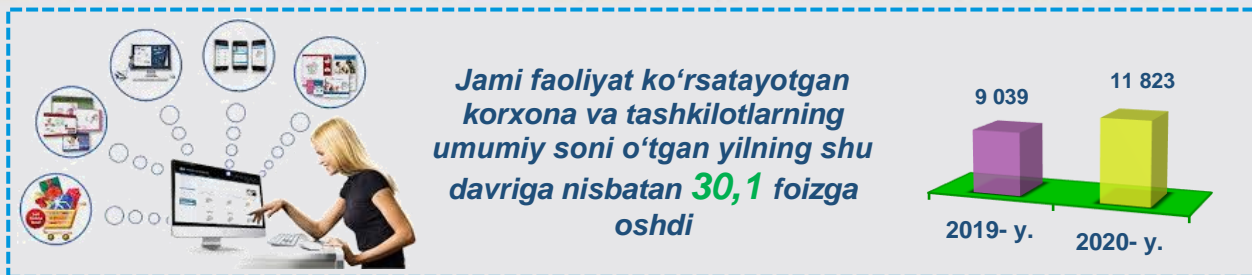 Jami faoliyat ko‘rsatayotgan
korxona va tashkilotlarning
umumiy soni o‘tgan yilning shu
davriga nisbatan 30,1 foizga
oshdi
9 039
11 823
2019- y.
2020- y.